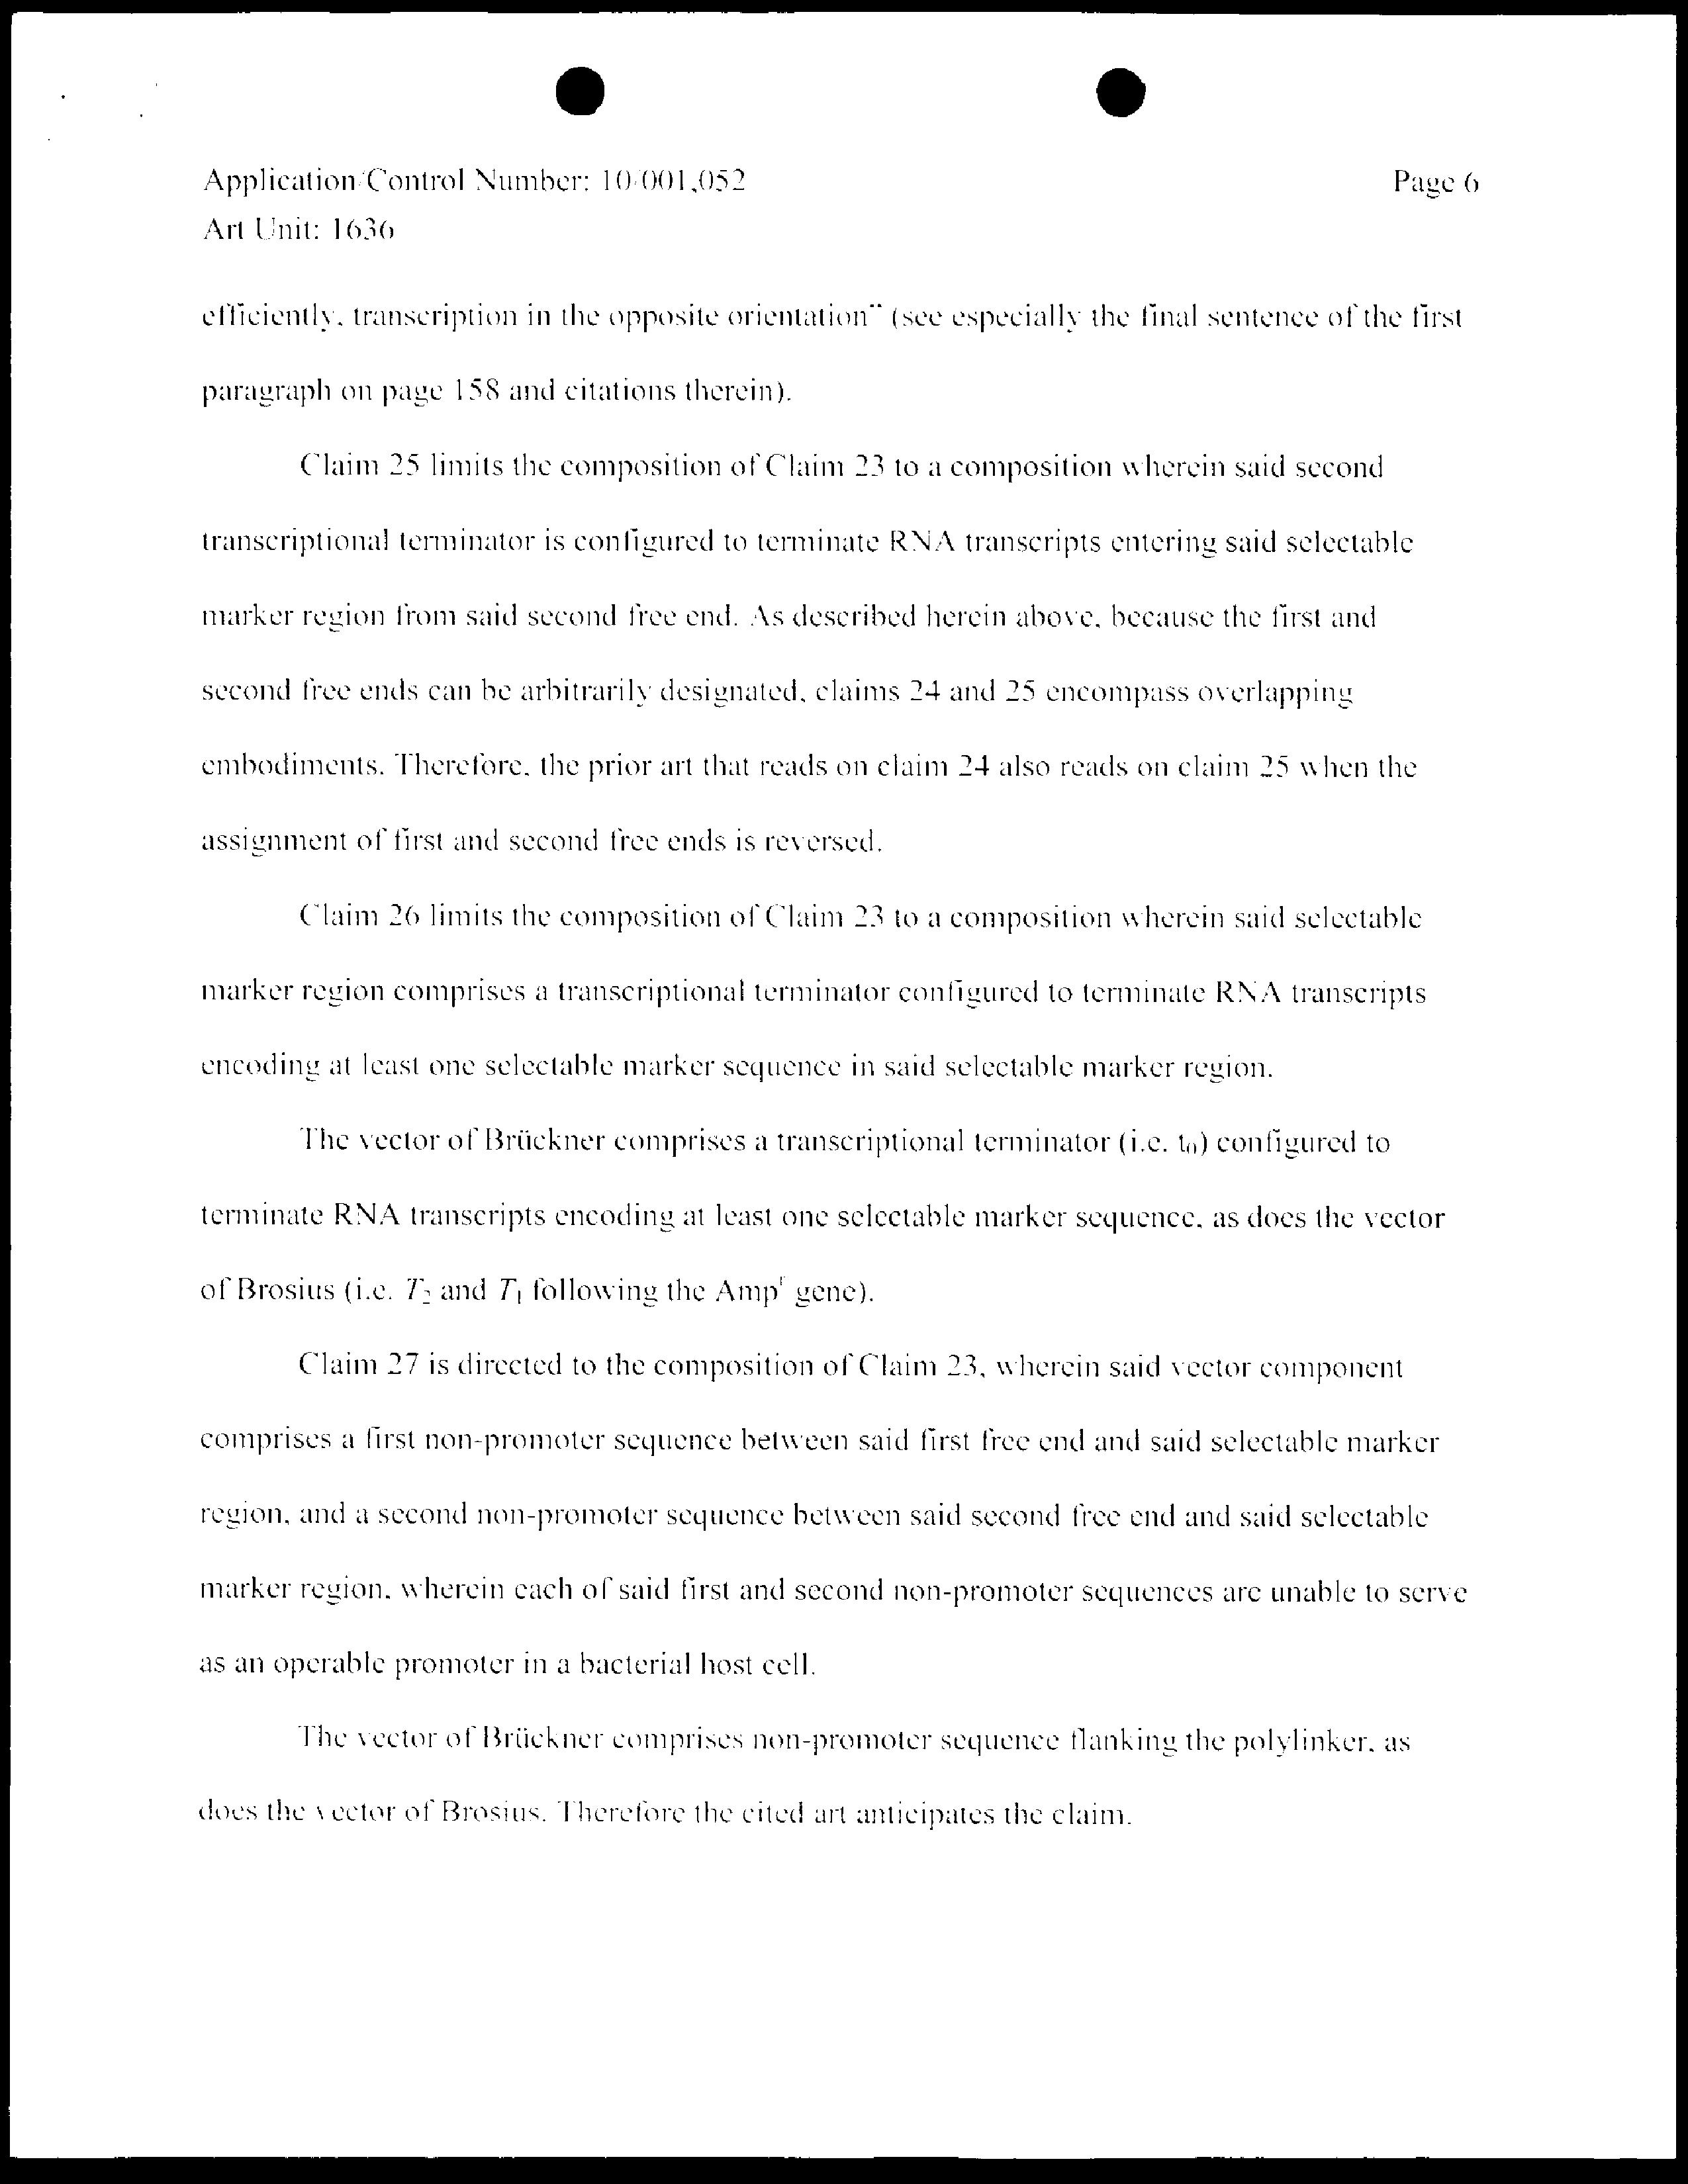 Application/Control Number: 10/001,052 Page 6
Art Unit: 1636
efficiently, transcription in the opposite orientation" (see especially the final sentence of the first
paragraph on page 158 and citations therein).
Claim 25 limits the composition of Claim 23 to a composition wherein said second
transcriptional terminator is configured to terminate RNA transcripts entering said selectable
marker region from said second free end. As described herein above, because the first and
second free ends can be arbitrarily designated, claims 24 and 25 encompass overlapping
embodiments. Therefore, the prior art that reads on claim 24 also reads on claim 25 when the
assignment of first and second free ends is reversed.
Claim 26 limits the composition of Claim 23 to a composition wherein said selectable
marker region comprises a transcriptional terminator configured to terminate RNA transcripts
encoding at least one selectable marker sequence in said selectable marker region.
The vector of Brückner comprises a transcriptional terminator (i.e. t₀) configured to
terminate RNA transcripts encoding at least one selectable marker sequence, as does the vector
of Brosius (i.e. T₂ and T₁ following the Ampʳ gene).
Claim 27 is directed to the composition of Claim 23, wherein said vector component
comprises a first non-promoter sequence between said first free end and said selectable marker
region, and a second non-promoter sequence between said second free end and said selectable
marker region, wherein each of said first and second non-promoter sequences are unable to serve
as an operable promoter in a bacterial host cell.
The vector of Brückner comprises non-promoter sequence flanking the polylinker, as
does the vector of Brosius. Therefore the cited art anticipates the claim.